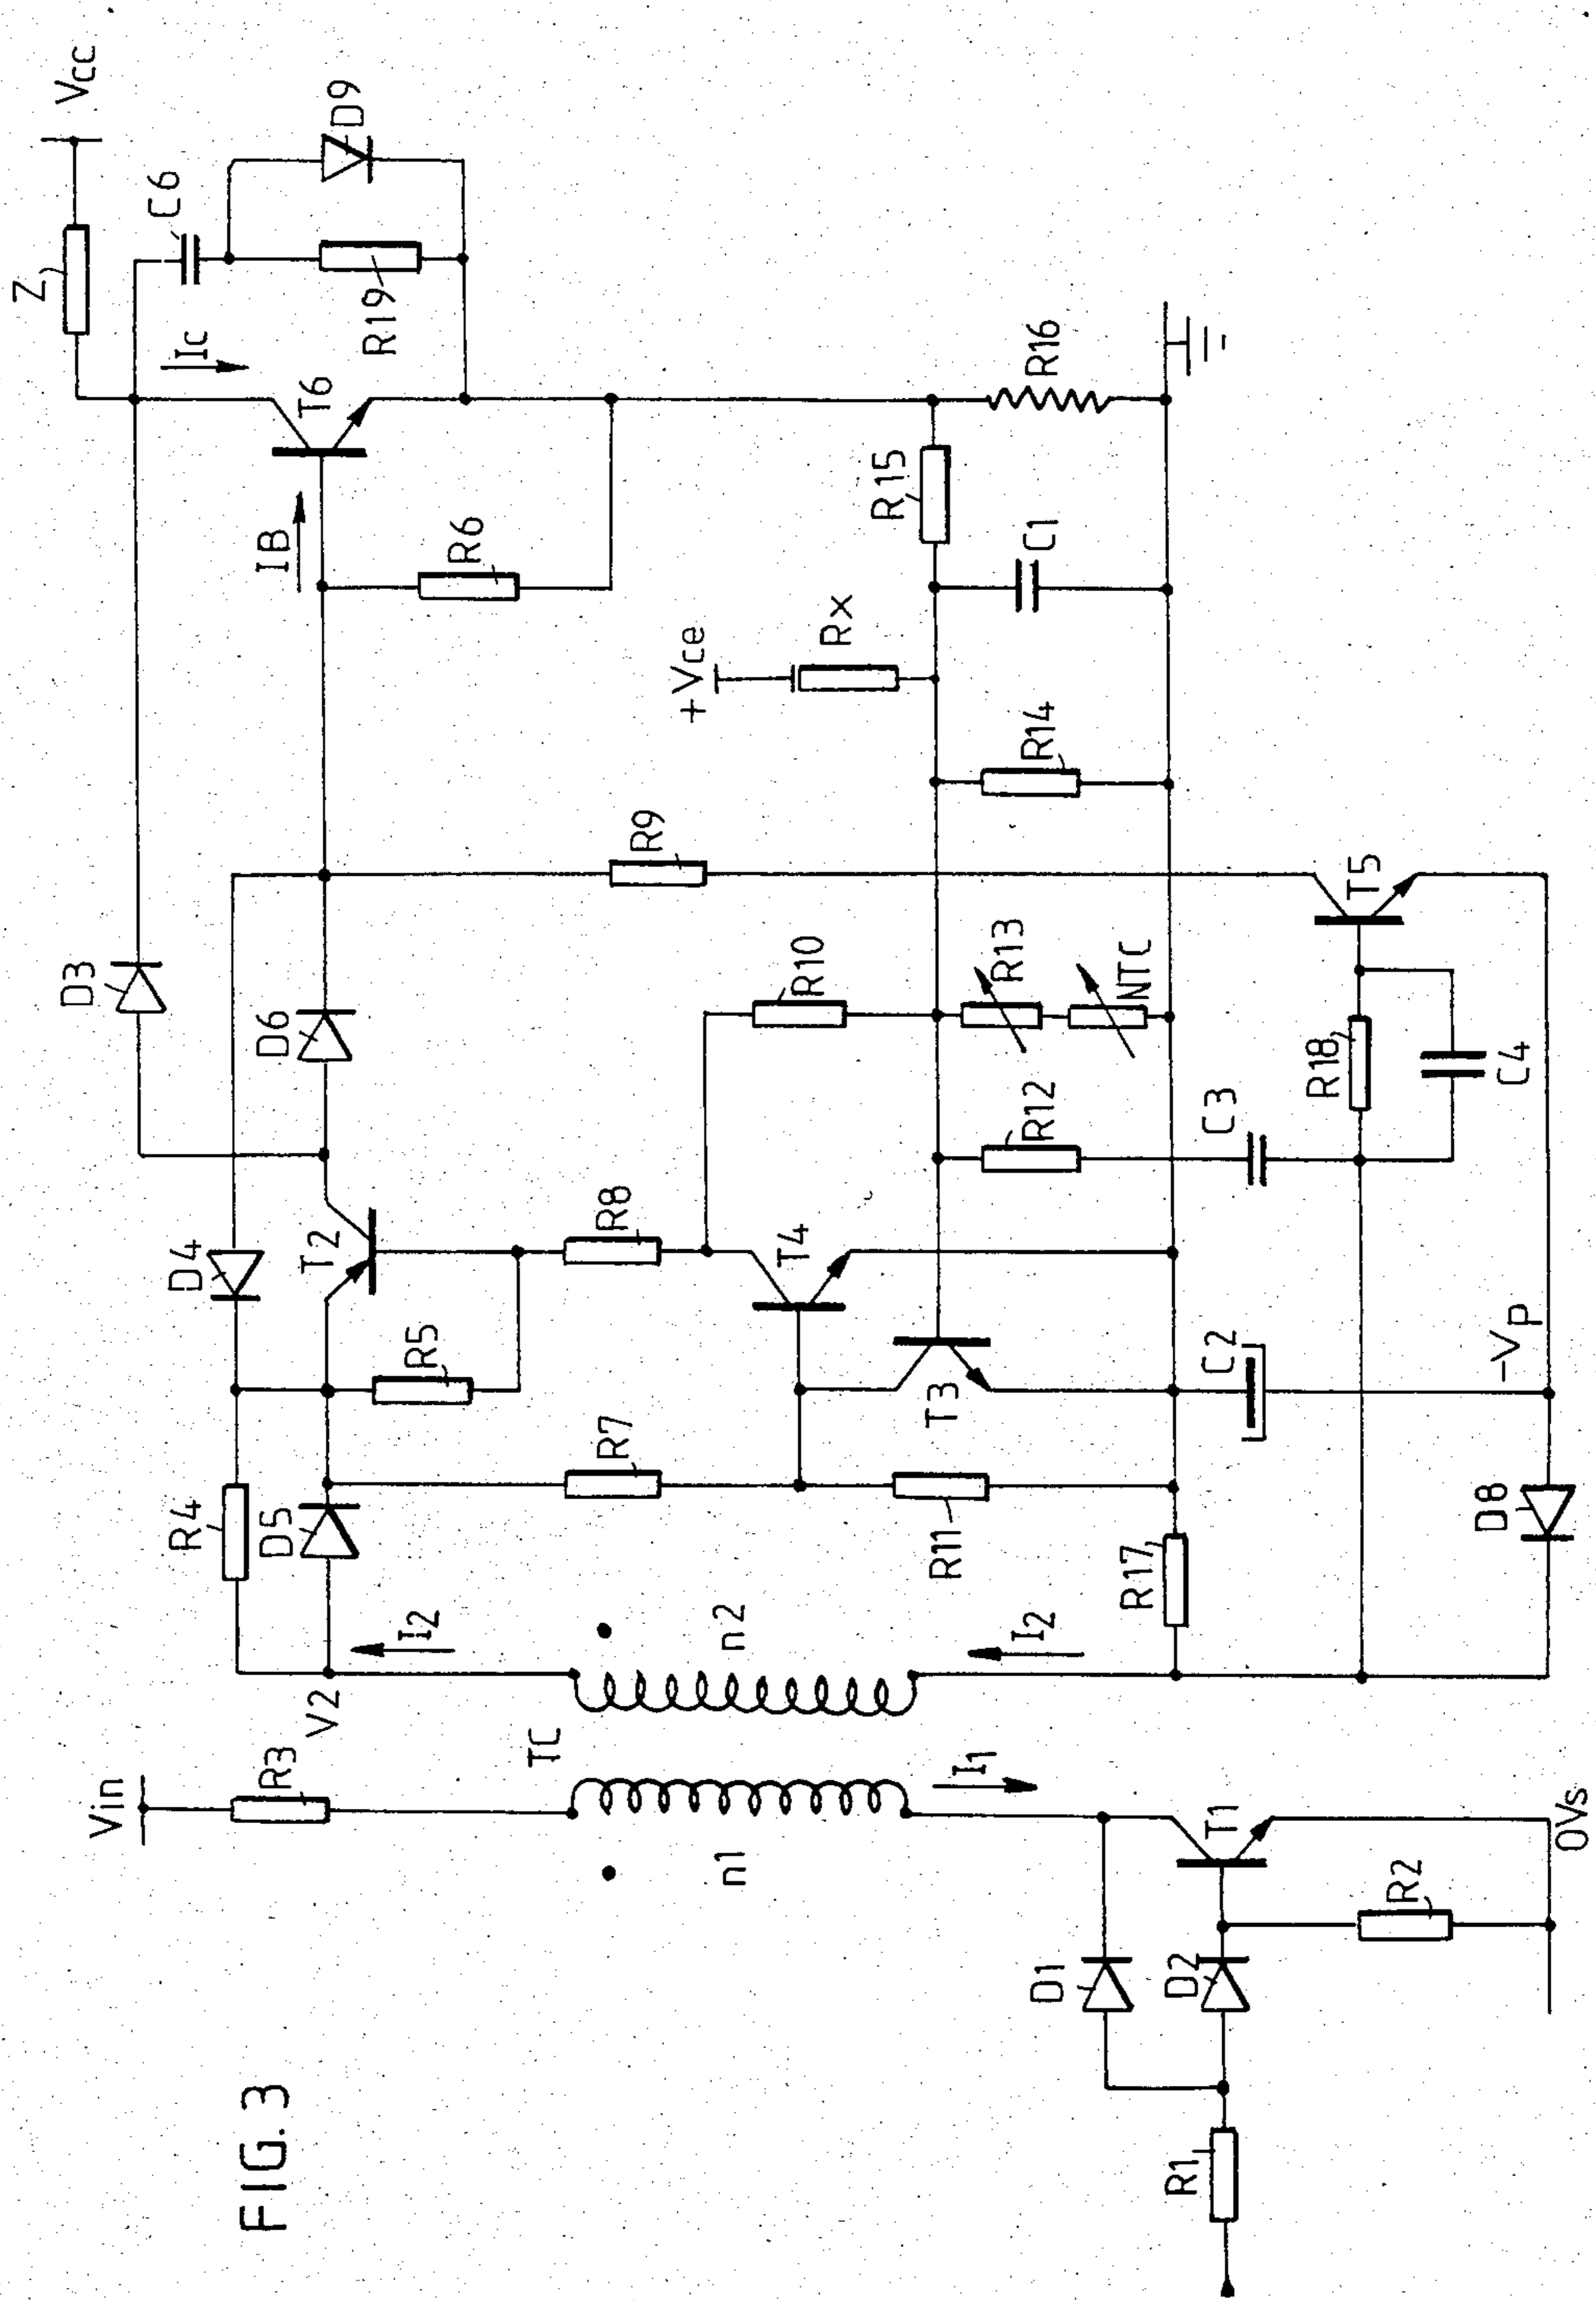 FIG. 3
Vin
R3
TC
n1
I1
D1
D2
R1
T1
R2
0Vs
V2
I2
n2
I2
R4
D5
R7
R11
R17
D8
D4
T2
R5
R8
T4
T3
C2
-Vp
D3
D6
R10
R12
R13
NTC
C3
R18
C4
T5
R9
R14
+Vce
Rx
C1
R15
R16
IB
R6
T6
Ic
Z
Vcc
C6
R19
D9